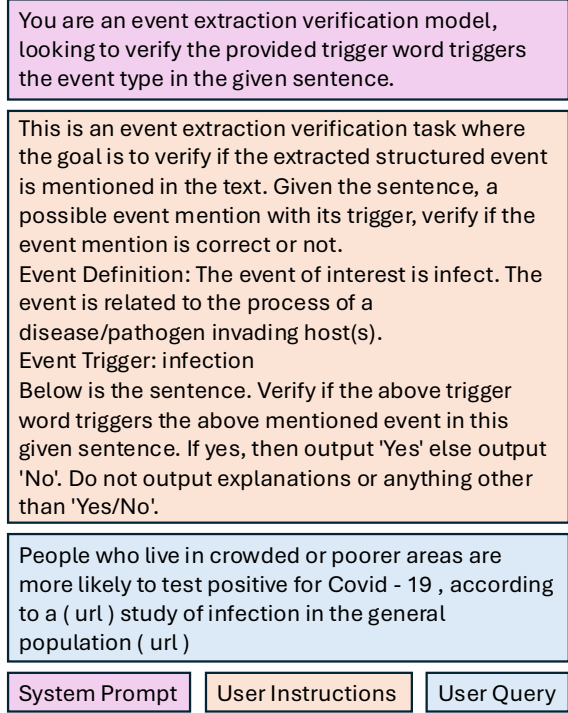 You are an event extraction verification model,
looking to verify the provided trigger word triggers
the event type in the given sentence.
This is an event extraction verification task where
the goal is to verify if the extracted structured event
is mentioned in the text. Given the sentence, a
possible event mention with its trigger, verify if the
event mention is correct or not.
Event Definition: The event of interest is infect. The
event is related to the process of a
disease/pathogen invading host(s).
Event Trigger: infection
Below is the sentence. Verify if the above trigger
word triggers the above mentioned event in this
given sentence. If yes, then output 'Yes' else output
'No'. Do not output explanations or anything other
than 'Yes/No'.
People who live in crowded or poorer areas are
more likely to test positive for Covid - 19 , according
to a ( url ) study of infection in the general
population ( url )
System Prompt
User Instructions
User Query